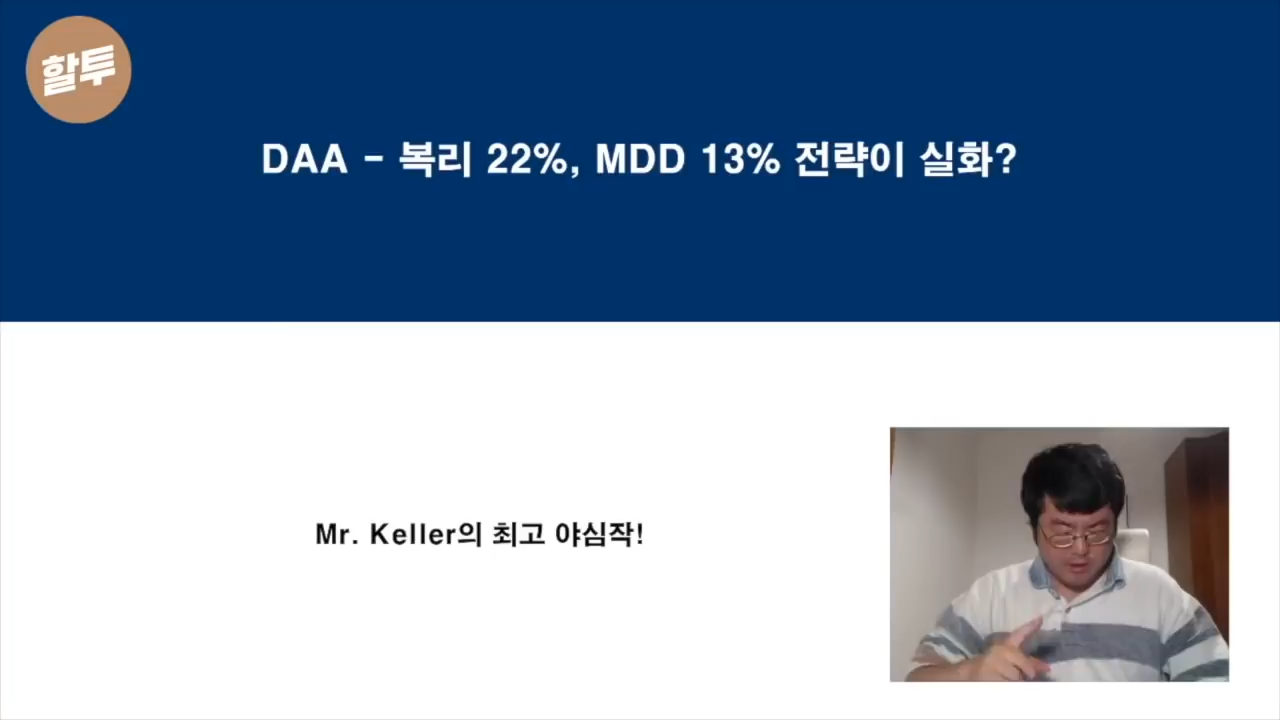 할투
DAA - 복리 22%, MDD 13% 전략이 실화?
Mr. Keller의 최고 야심작!